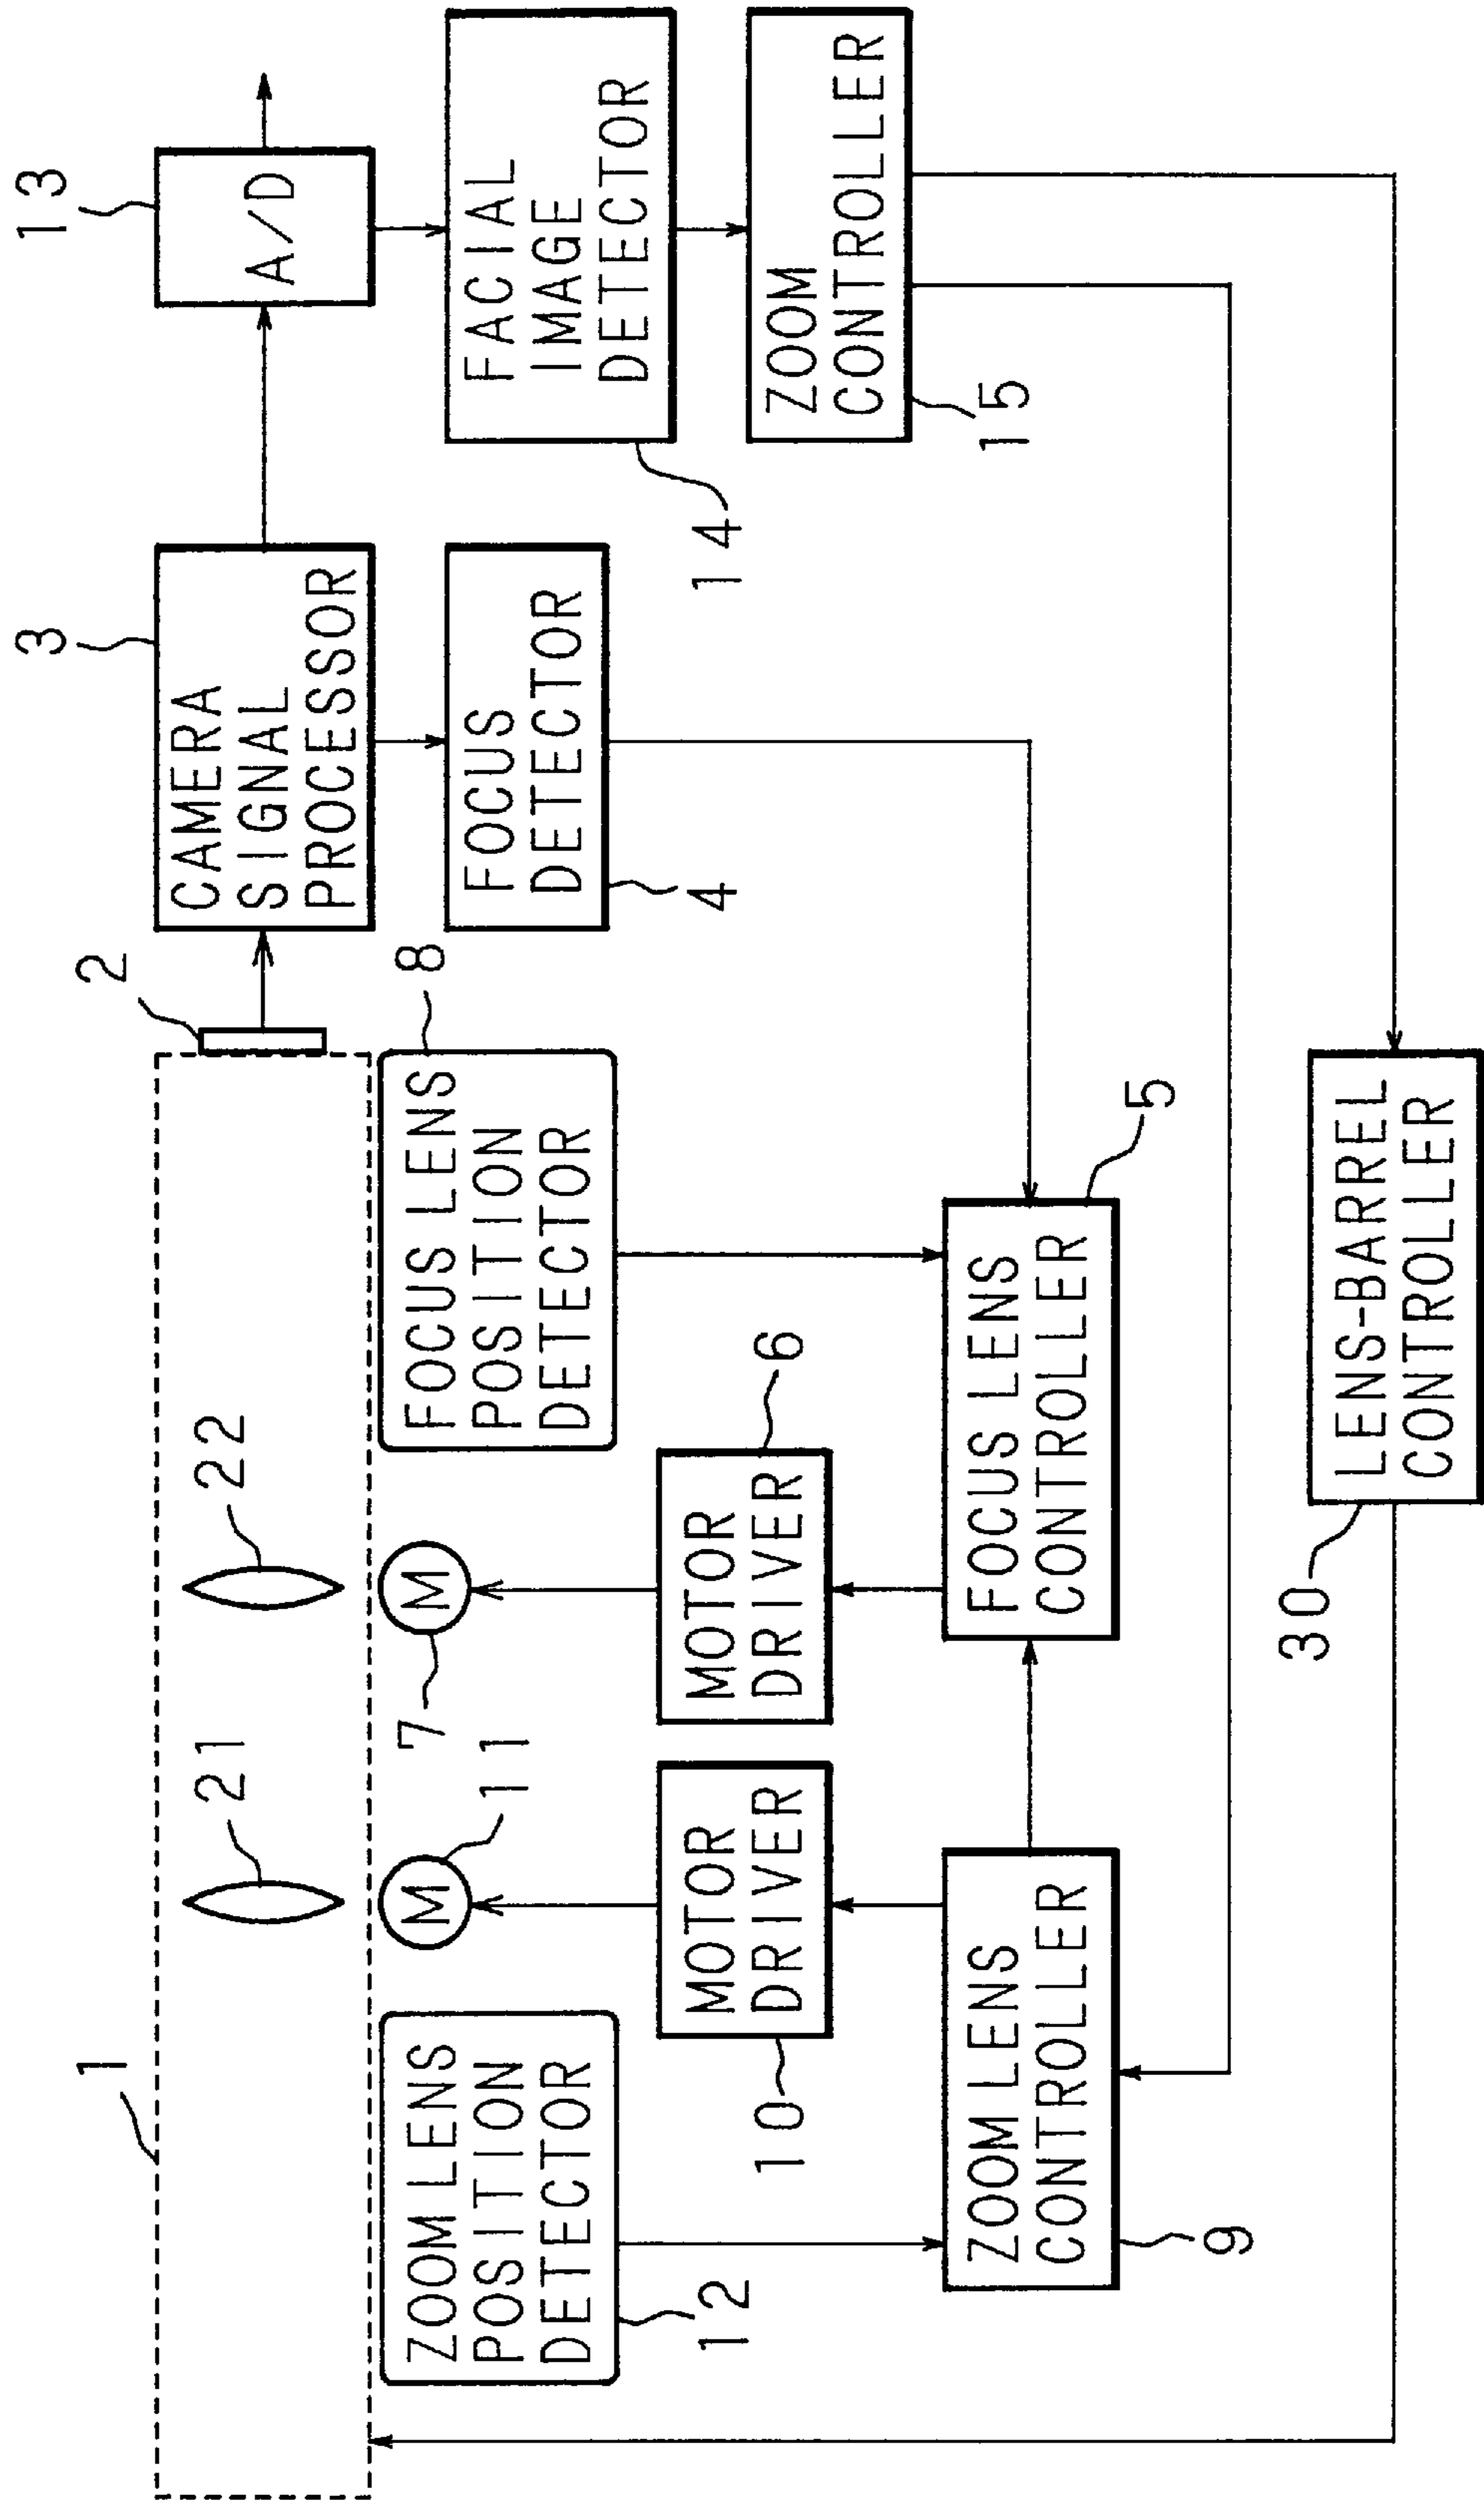 1
21
22
2
3
13
CAMERA
SIGNAL
PROCESSOR
A/D
ZOOM LENS
POSITION
DETECTOR
12
M
11
M
7
FOCUS LENS
POSITION
DETECTOR
8
FOCUS
DETECTOR
4
FACIAL
IMAGE
DETECTOR
14
MOTOR
DRIVER
10
MOTOR
DRIVER
6
ZOOM
CONTROLLER
15
ZOOM LENS
CONTROLLER
9
FOCUS LENS
CONTROLLER
5
LENS-BARREL
CONTROLLER
30